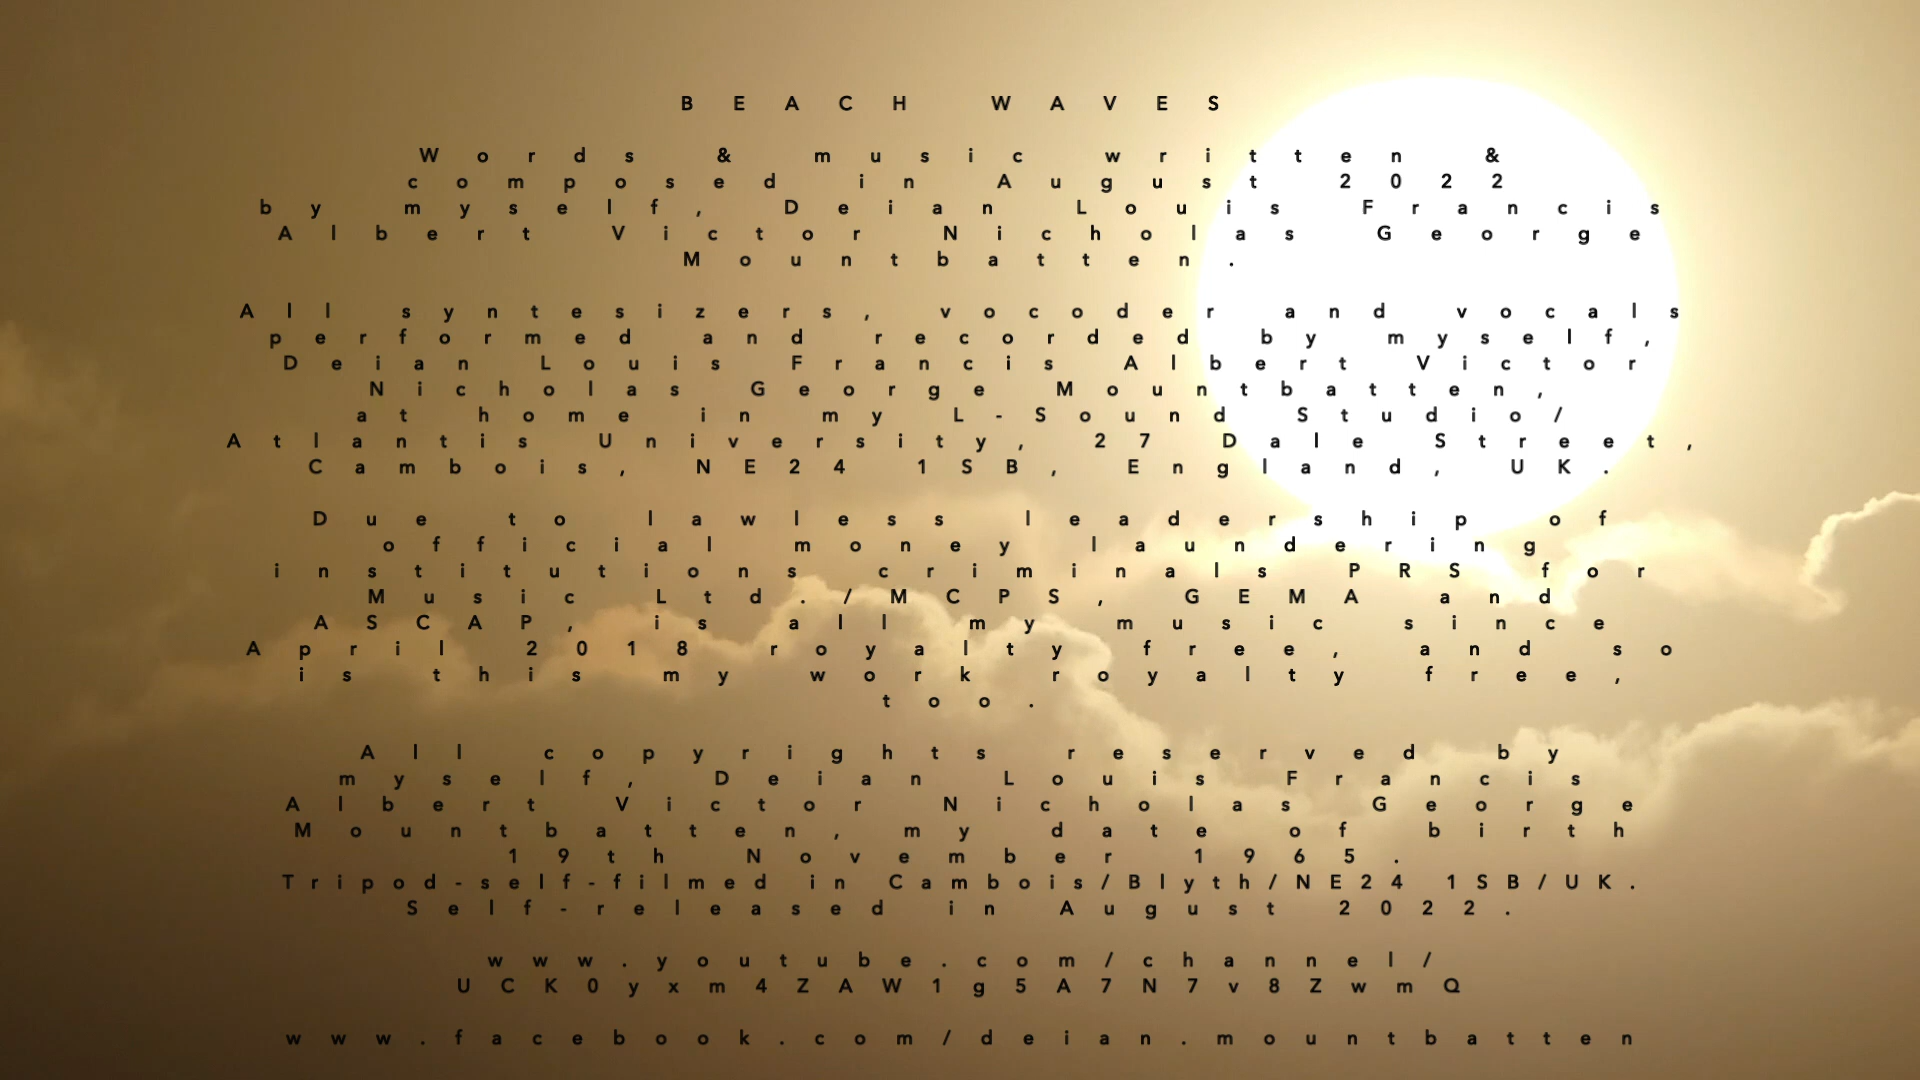 BEACH WAVES
Words & music written &
composed in August 2022
by myself, Deian Louis Francis
Albert Victor Nicholas George
Mountbatten.
All syntesizers, vocoder and vocals
performed and recorded by myself,
Deian Louis Francis Albert Victor
Nicholas George Mountbatten,
at home in my L-Sound Studio/
Atlantis University, 27 Dale Street,
Cambois, NE24 1SB, England, UK.
Due to lawless leadership of
official money laundering
institutions criminals PRS for
Music Ltd./MCPS, GEMA and
ASCAP, is all my music since
April 2018 royalty free, and so
is this my work royalty free,
too.
All copyrights reserved by
myself, Deian Louis Francis
Albert Victor Nicholas George
Mountbatten, my date of birth
19th November 1965.
Tripod-self-filmed in Cambois/Blyth/NE24 1SB/UK.
Self-released in August 2022.
www.youtube.com/channel/
UCK0yxm4ZAW1g5A7N7v8ZwmQ
www.facebook.com/deian.mountbatten